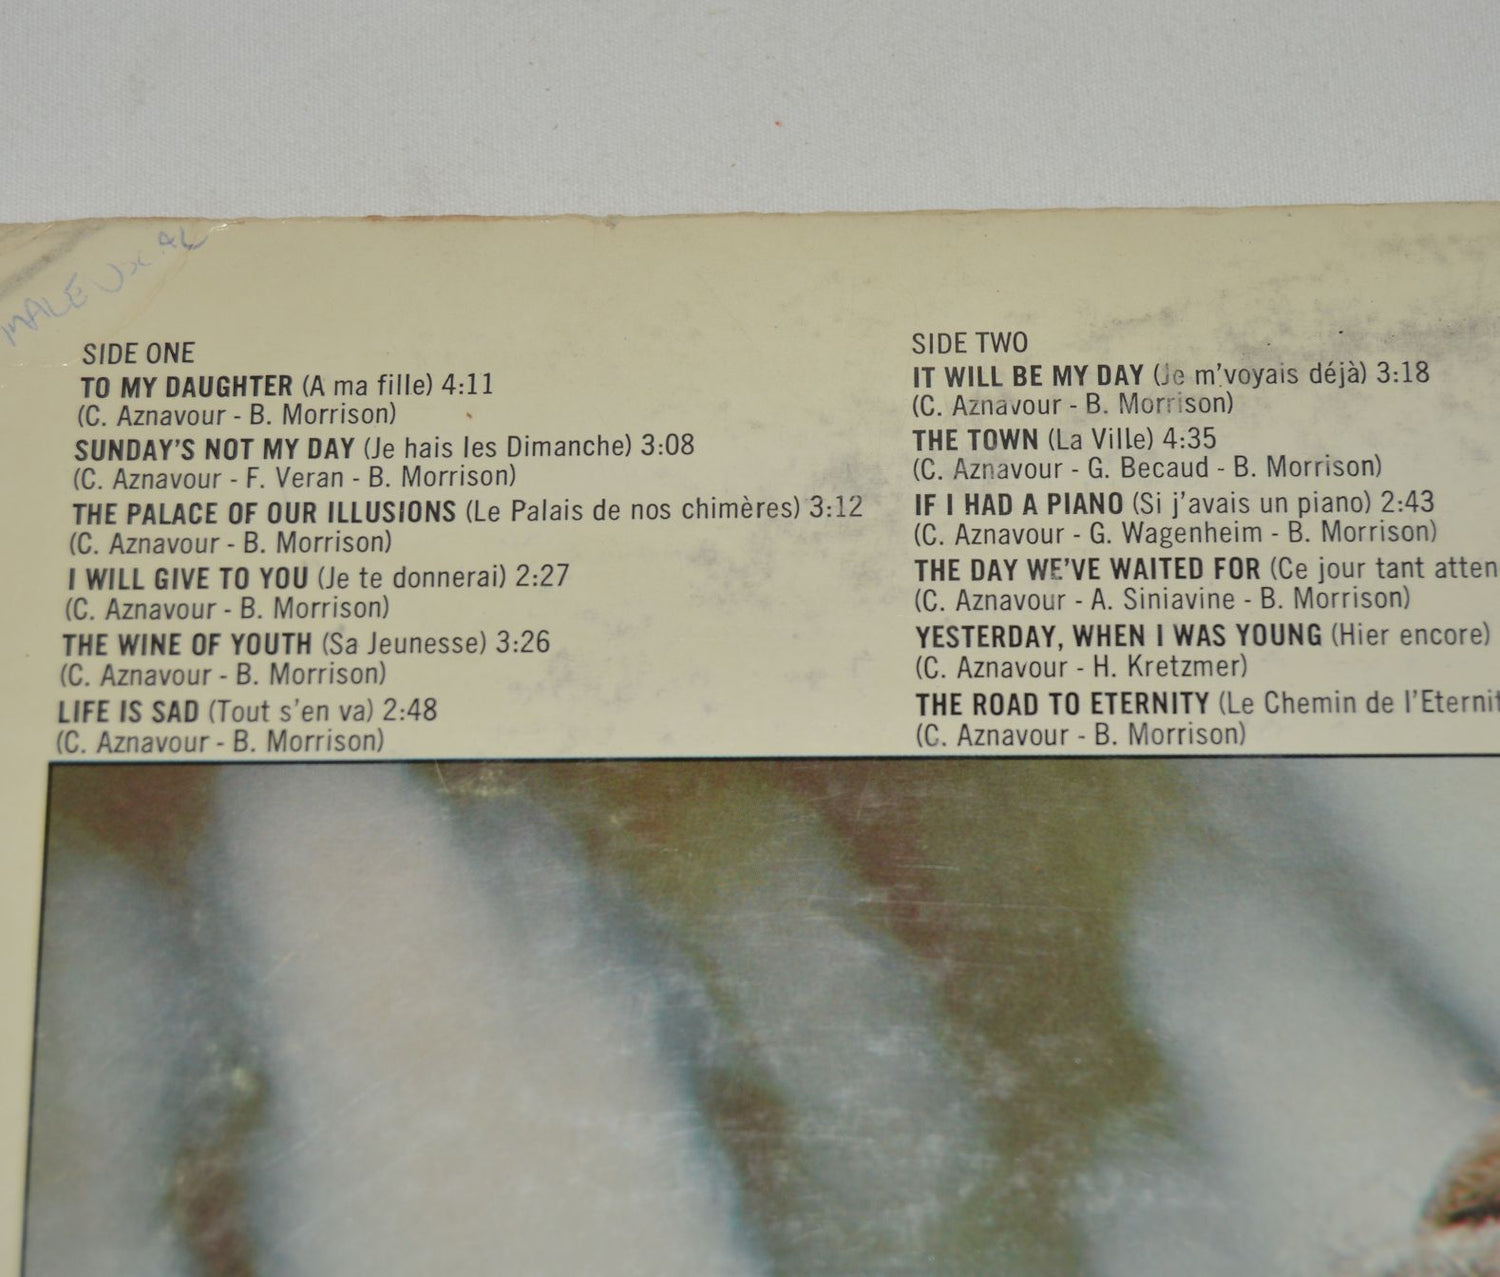 MALE
SIDE ONE
TO MY DAUGHTER (A ma fille) 4:11
(C. Aznavour - B. Morrison)
SUNDAY'S NOT MY DAY (Je hais les Dimanche) 3:08
(C. Aznavour - F. Veran - B. Morrison)
THE PALACE OF OUR ILLUSIONS (Le Palais de nos chimères) 3:12
(C. Aznavour - B. Morrison)
I WILL GIVE TO YOU (Je te donnerai) 2:27
(C. Aznavour - B. Morrison)
THE WINE OF YOUTH (Sa Jeunesse) 3:26
(C. Aznavour - B. Morrison)
LIFE IS SAD (Tout s'en va) 2:48
(C. Aznavour - B. Morrison)
SIDE TWO
IT WILL BE MY DAY (Je m'voyais déjà) 3:18
(C. Aznavour - B. Morrison)
THE TOWN (La Ville) 4:35
(C. Aznavour - G. Becaud - B. Morrison)
IF I HAD A PIANO (Si j'avais un piano) 2:43
(C. Aznavour - G. Wagenheim - B. Morrison)
THE DAY WE'VE WAITED FOR (Ce jour tant atten
(C. Aznavour - A. Siniavine - B. Morrison)
YESTERDAY, WHEN I WAS YOUNG (Hier encore)
(C. Aznavour - H. Kretzmer)
THE ROAD TO ETERNITY (Le Chemin de l'Eternit
(C. Aznavour - B. Morrison)